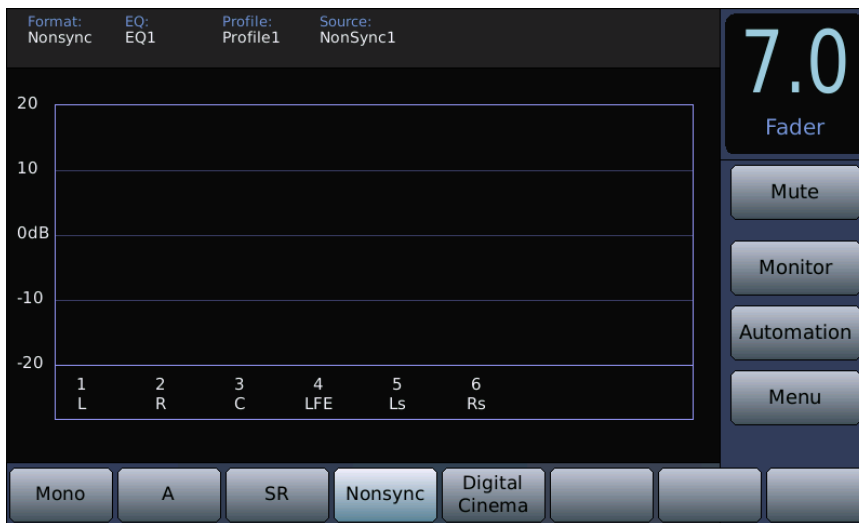 Format: EQ: Profile: Source:
Nonsync EQ1 Profile1 NonSync1
7.0
Fader
20
10
0dB
-10
-20
1 2 3 4 5 6
L R C LFE Ls Rs
Mute
Monitor
Automation
Menu
Mono A SR Nonsync Digital Cinema